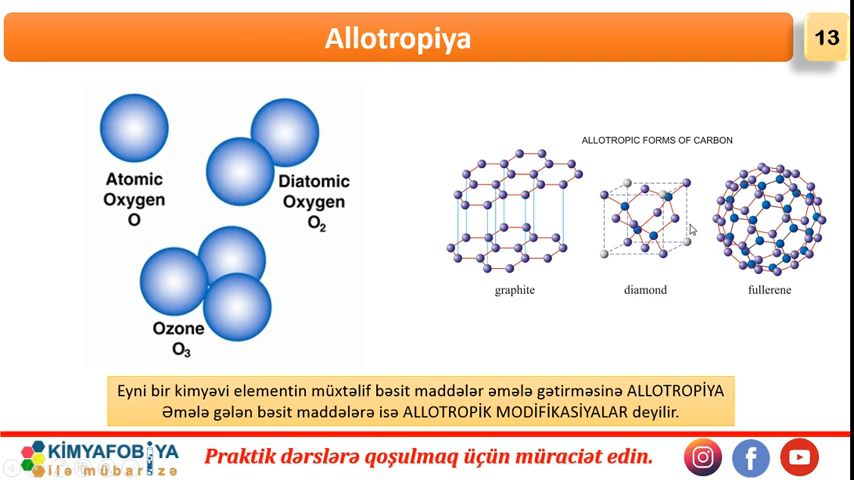 Allotropiya
13
Atomic
Oxygen
O
Diatomic
Oxygen
O₂
Ozone
O₃
ALLOTROPIC FORMS OF CARBON
graphite
diamond
fullerene
Eyni bir kimyəvi elementin müxtəlif bəsit maddələr əmələ gətirməsinə ALLOTROPİYA
Əmələ gələn bəsit maddələrə isə ALLOTROPİK MODİFİKASİYALAR deyilir.
KİMYAFOBİYA
ilə mübarizə
Praktik dərslərə qoşulmaq üçün müraciət edin.